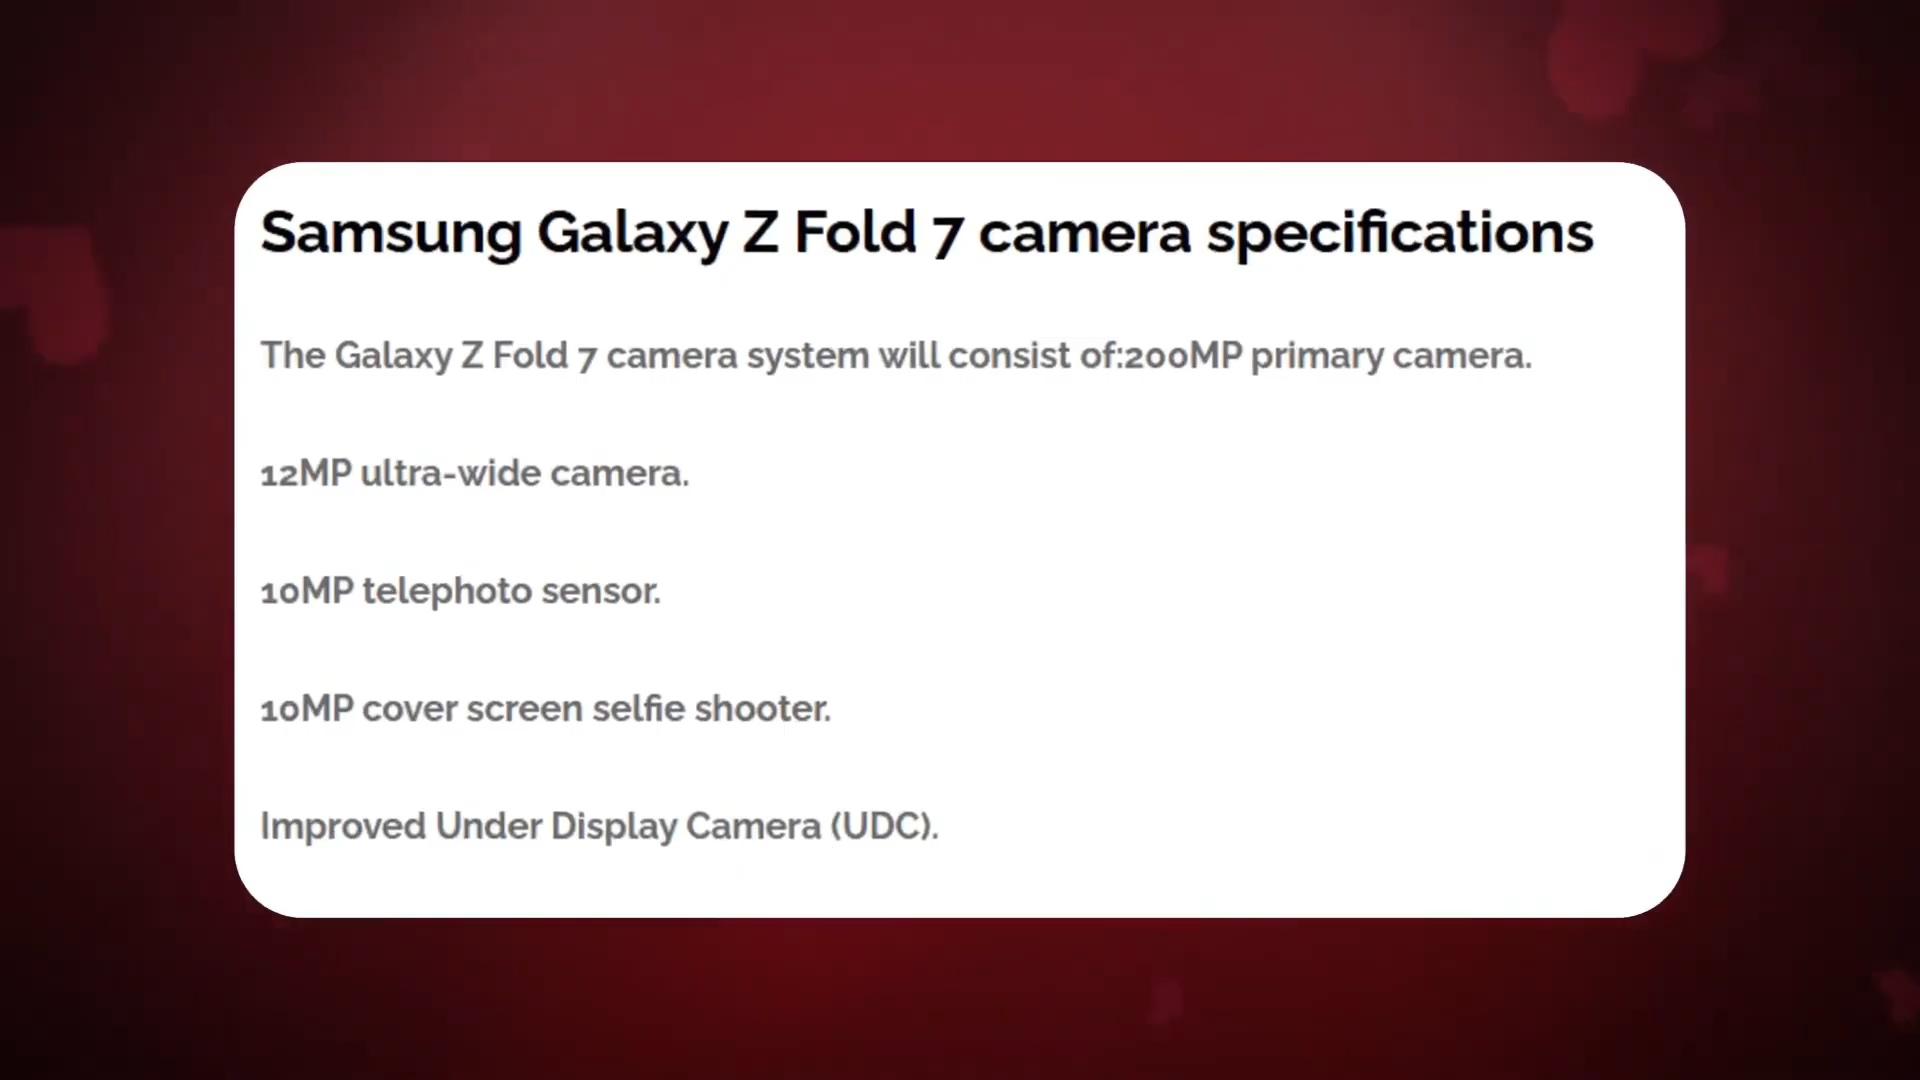 Samsung Galaxy Z Fold 7 camera specifications
The Galaxy Z Fold 7 camera system will consist of:200MP primary camera.
12MP ultra-wide camera.
10MP telephoto sensor.
10MP cover screen selfie shooter.
Improved Under Display Camera (UDC).